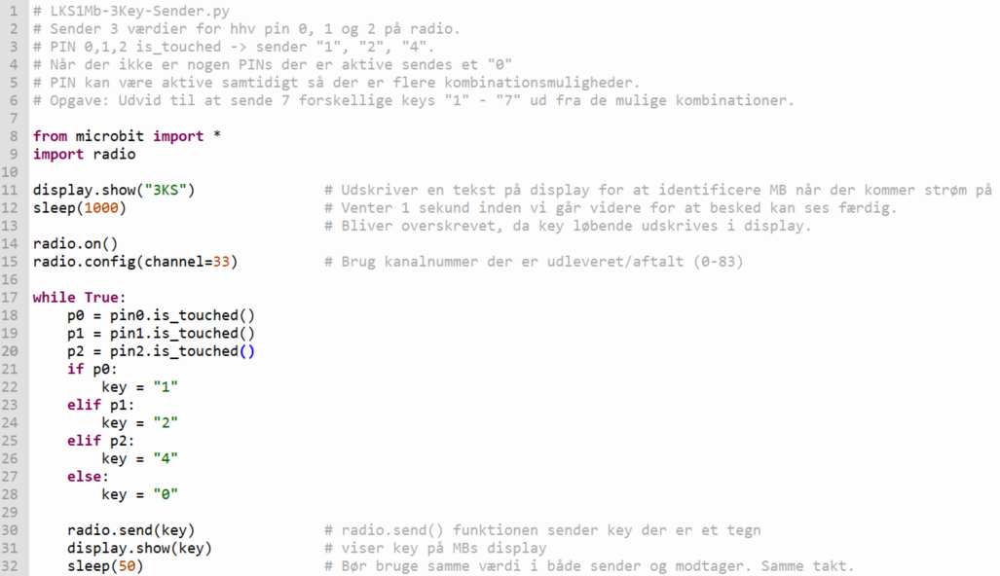 1 # LKS1Mb-3Key-Sender.py
2 # Sender 3 værdier for hhv pin 0, 1 og 2 på radio.
3 # PIN 0,1,2 is_touched -> sender "1", "2", "4".
4 # Når der ikke er nogen PINs der er aktive sendes et "0"
5 # PIN kan være aktive samtidigt så der er flere kombinationsmuligheder.
6 # Opgave: Udvid til at sende 7 forskellige keys "1" - "7" ud fra de mulige kombinationer.
7
8 from microbit import *
9 import radio
10
11 display.show("3KS") # Udskriver en tekst på display for at identificere MB når der kommer strøm på
12 sleep(1000) # Venter 1 sekund inden vi går videre for at besked kan ses færdig.
13 # Bliver overskrevet, da key løbende udskrives i display.
14 radio.on()
15 radio.config(channel=33) # Brug kanalnummer der er udleveret/aftalt (0-83)
16
17 while True:
18     p0 = pin0.is_touched()
19     p1 = pin1.is_touched()
20     p2 = pin2.is_touched()
21     if p0:
22         key = "1"
23     elif p1:
24         key = "2"
25     elif p2:
26         key = "4"
27     else:
28         key = "0"
29
30     radio.send(key) # radio.send() funktionen sender key der er et tegn
31     display.show(key) # viser key på MBs display
32     sleep(50) # Bør bruge samme værdi i både sender og modtager. Samme takt.